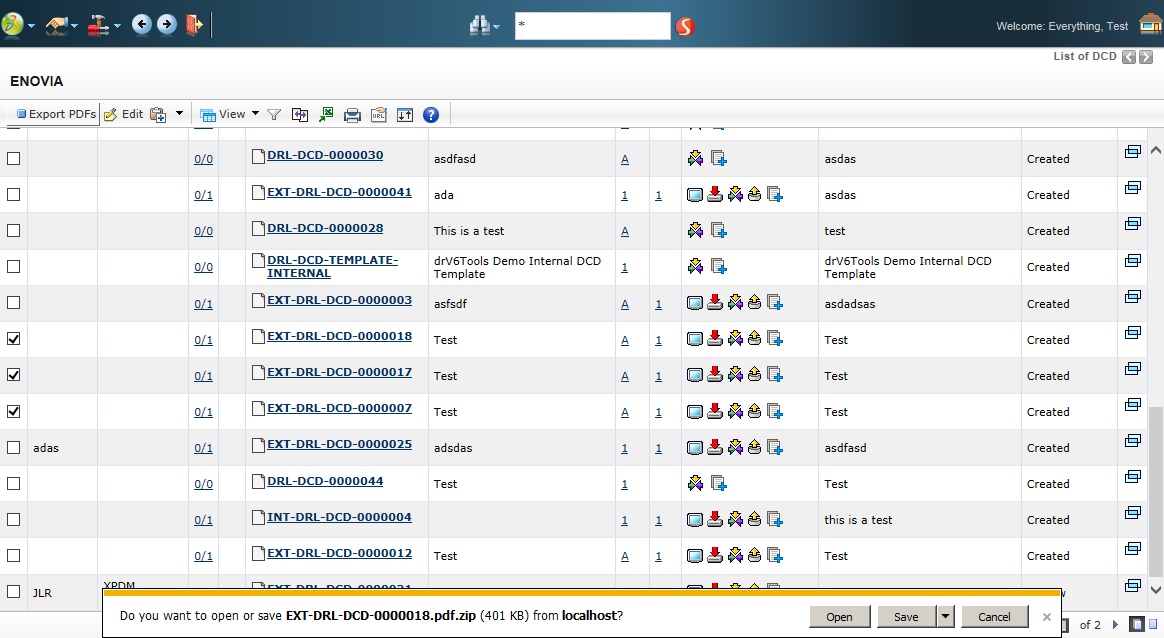 *
Welcome: Everything, Test
List of DCD
ENOVIA
Export PDFs Edit View URL ?
0/0 DRL-DCD-0000030 asdfasd A asdas Created
0/1 EXT-DRL-DCD-0000041 ada 1 1 asdas Created
0/0 DRL-DCD-0000028 This is a test A test Created
0/0 DRL-DCD-TEMPLATE- drV6Tools Demo Internal DCD 1 drV6Tools Demo Internal DCD Created
INTERNAL Template Template
0/1 EXT-DRL-DCD-0000003 asfsdf A 1 asdadsas Created
0/1 EXT-DRL-DCD-0000018 Test A 1 Test Created
0/1 EXT-DRL-DCD-0000017 Test A 1 Test Created
0/1 EXT-DRL-DCD-0000007 Test A 1 Test Created
adas 0/1 EXT-DRL-DCD-0000025 adsdas 1 1 adsfasd Created
0/0 DRL-DCD-0000044 Test 1 Test Created
0/1 INT-DRL-DCD-0000004 1 1 this is a test Created
0/1 EXT-DRL-DCD-0000012 Test A 1 Test Created
JLR XPDM
Do you want to open or save EXT-DRL-DCD-0000018.pdf.zip (401 KB) from localhost? Open Save Cancel
of 2